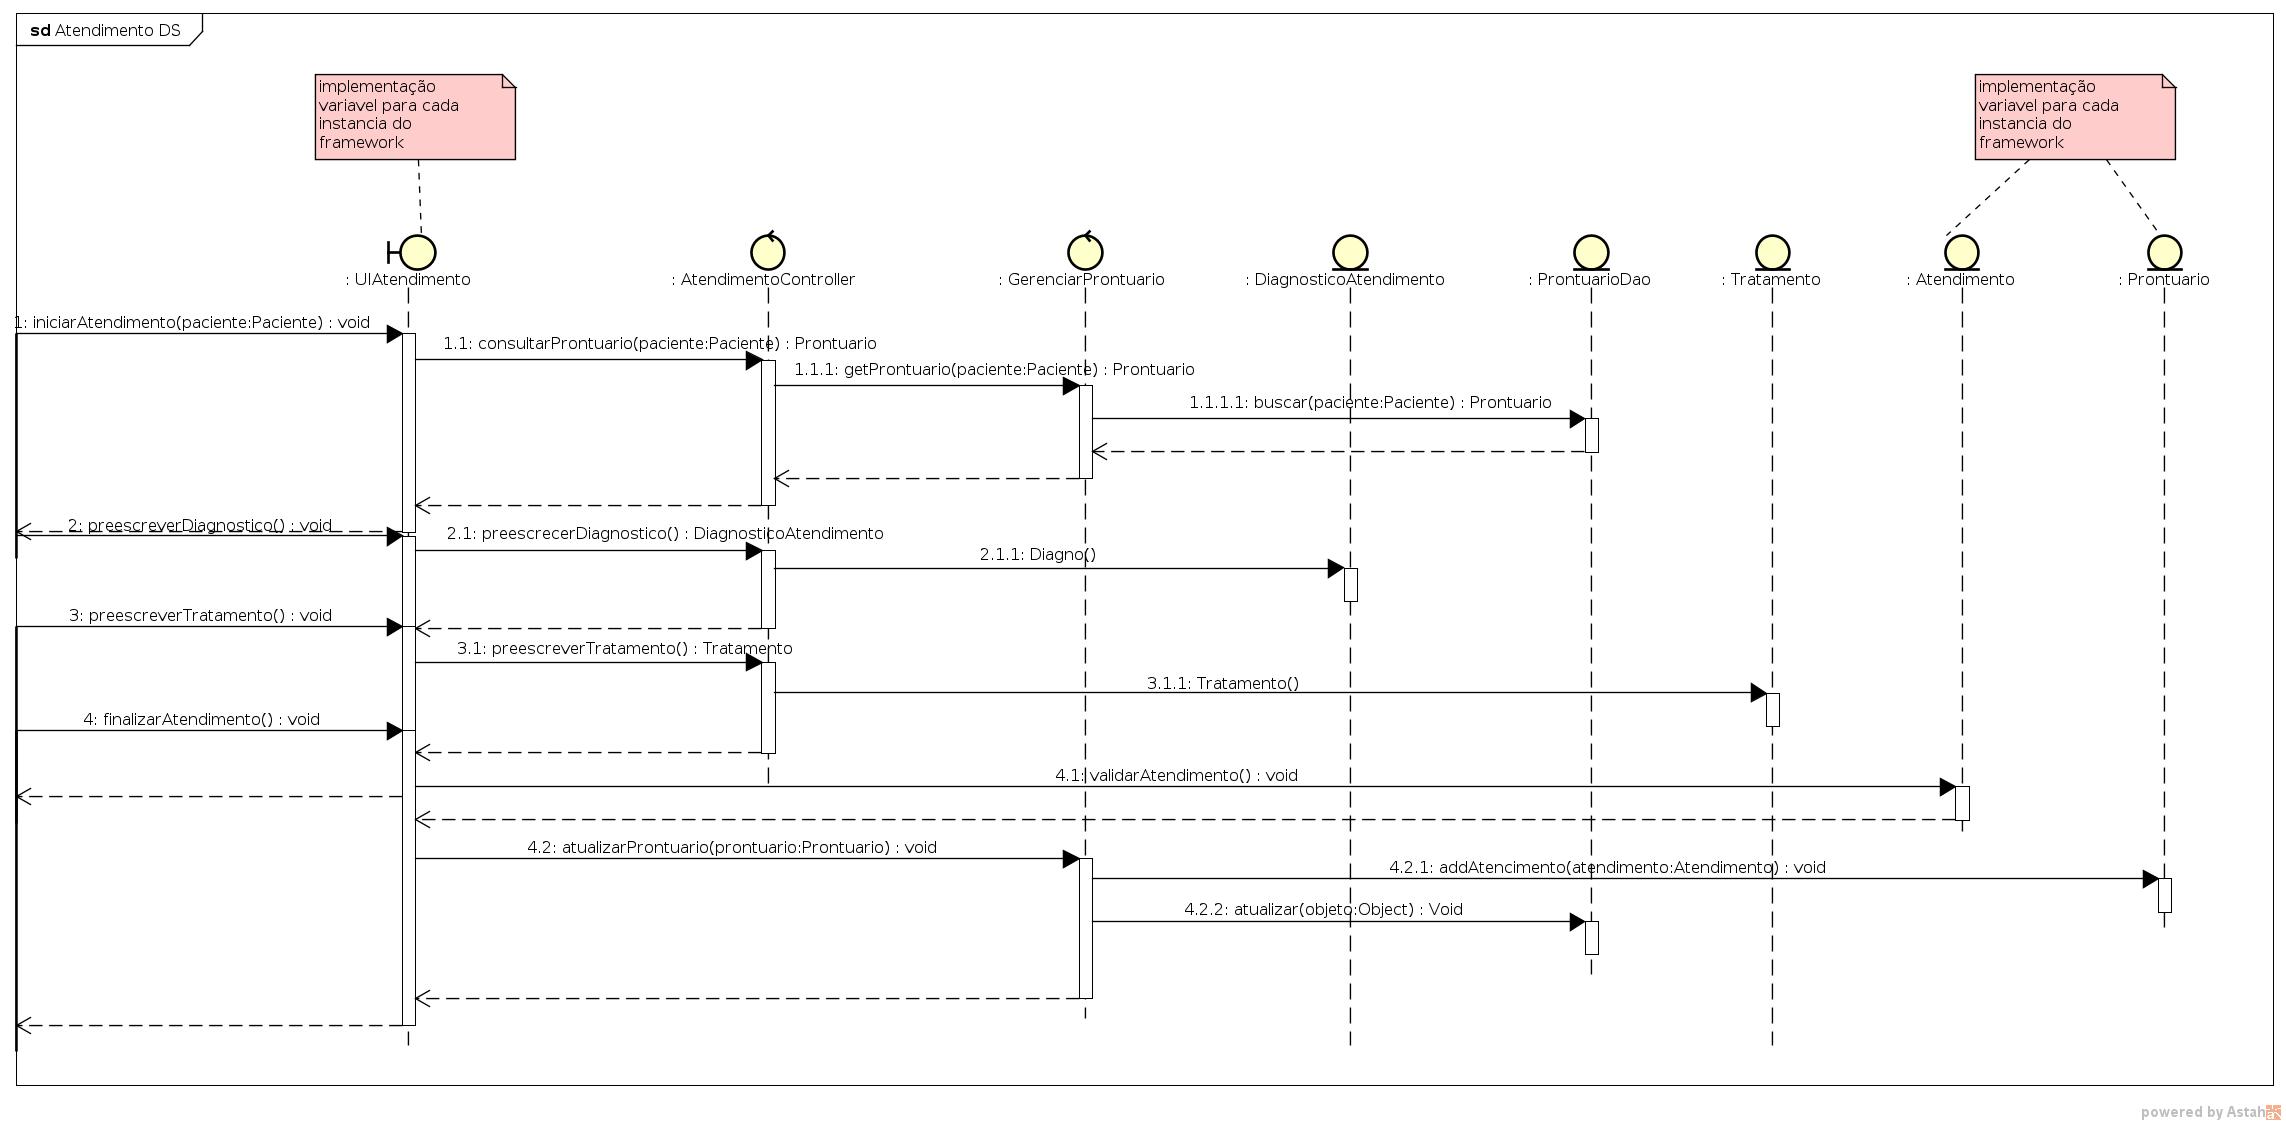 sd Atendimento DS
implementação
variavel para cada
instancia do
framework
implementação
variavel para cada
instancia do
framework
: UIAtendimento
: AtendimentoController
: GerenciarProntuario
: DiagnosticoAtendimento
: ProntuarioDao
: Tratamento
: Atendimento
: Prontuario
1: iniciarAtendimento(paciente:Paciente) : void
1.1: consultarProntuario(paciente:Paciente) : Prontuario
1.1.1: getProntuario(paciente:Paciente) : Prontuario
1.1.1.1: buscar(paciente:Paciente) : Prontuario
2: preescreverDiagnostico() : void
2.1: preescrecerDiagnostico() : DiagnosticoAtendimento
2.1.1: Diagno()
3: preescreverTratamento() : void
3.1: preescreverTratamento() : Tratamento
3.1.1: Tratamento()
4: finalizarAtendimento() : void
4.1: validarAtendimento() : void
4.2: atualizarProntuario(prontuario:Prontuario) : void
4.2.1: addAtencimento(atendimento:Atendimento) : void
4.2.2: atualizar(objeto:Object) : Void
powered by Astah